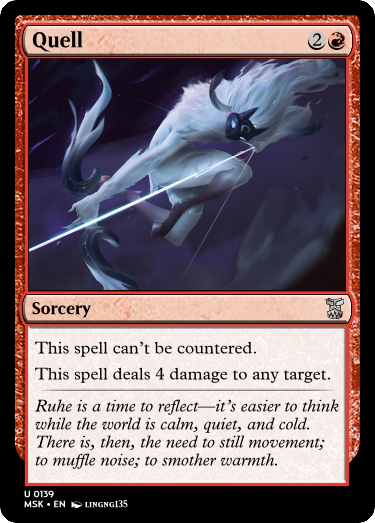 Quell 2
Sorcery
This spell can't be countered.
This spell deals 4 damage to any target.
Ruhe is a time to reflect—it's easier to think
while the world is calm, quiet, and cold.
There is, then, the need to still movement;
to muffle noise; to smother warmth.
U 0139
MSK • EN LINGNG135